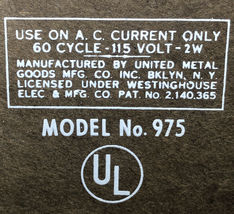 USE ON A. C. CURRENT ONLY
60 CYCLE - 115 VOLT - 2W
MANUFACTURED BY UNITED METAL
GOODS MFG. CO. INC. BKLYN, N. Y.
LICENSED UNDER WESTINGHOUSE
ELEC & MFG. CO. PAT. No. 2,140,365
MODEL No. 975
UL